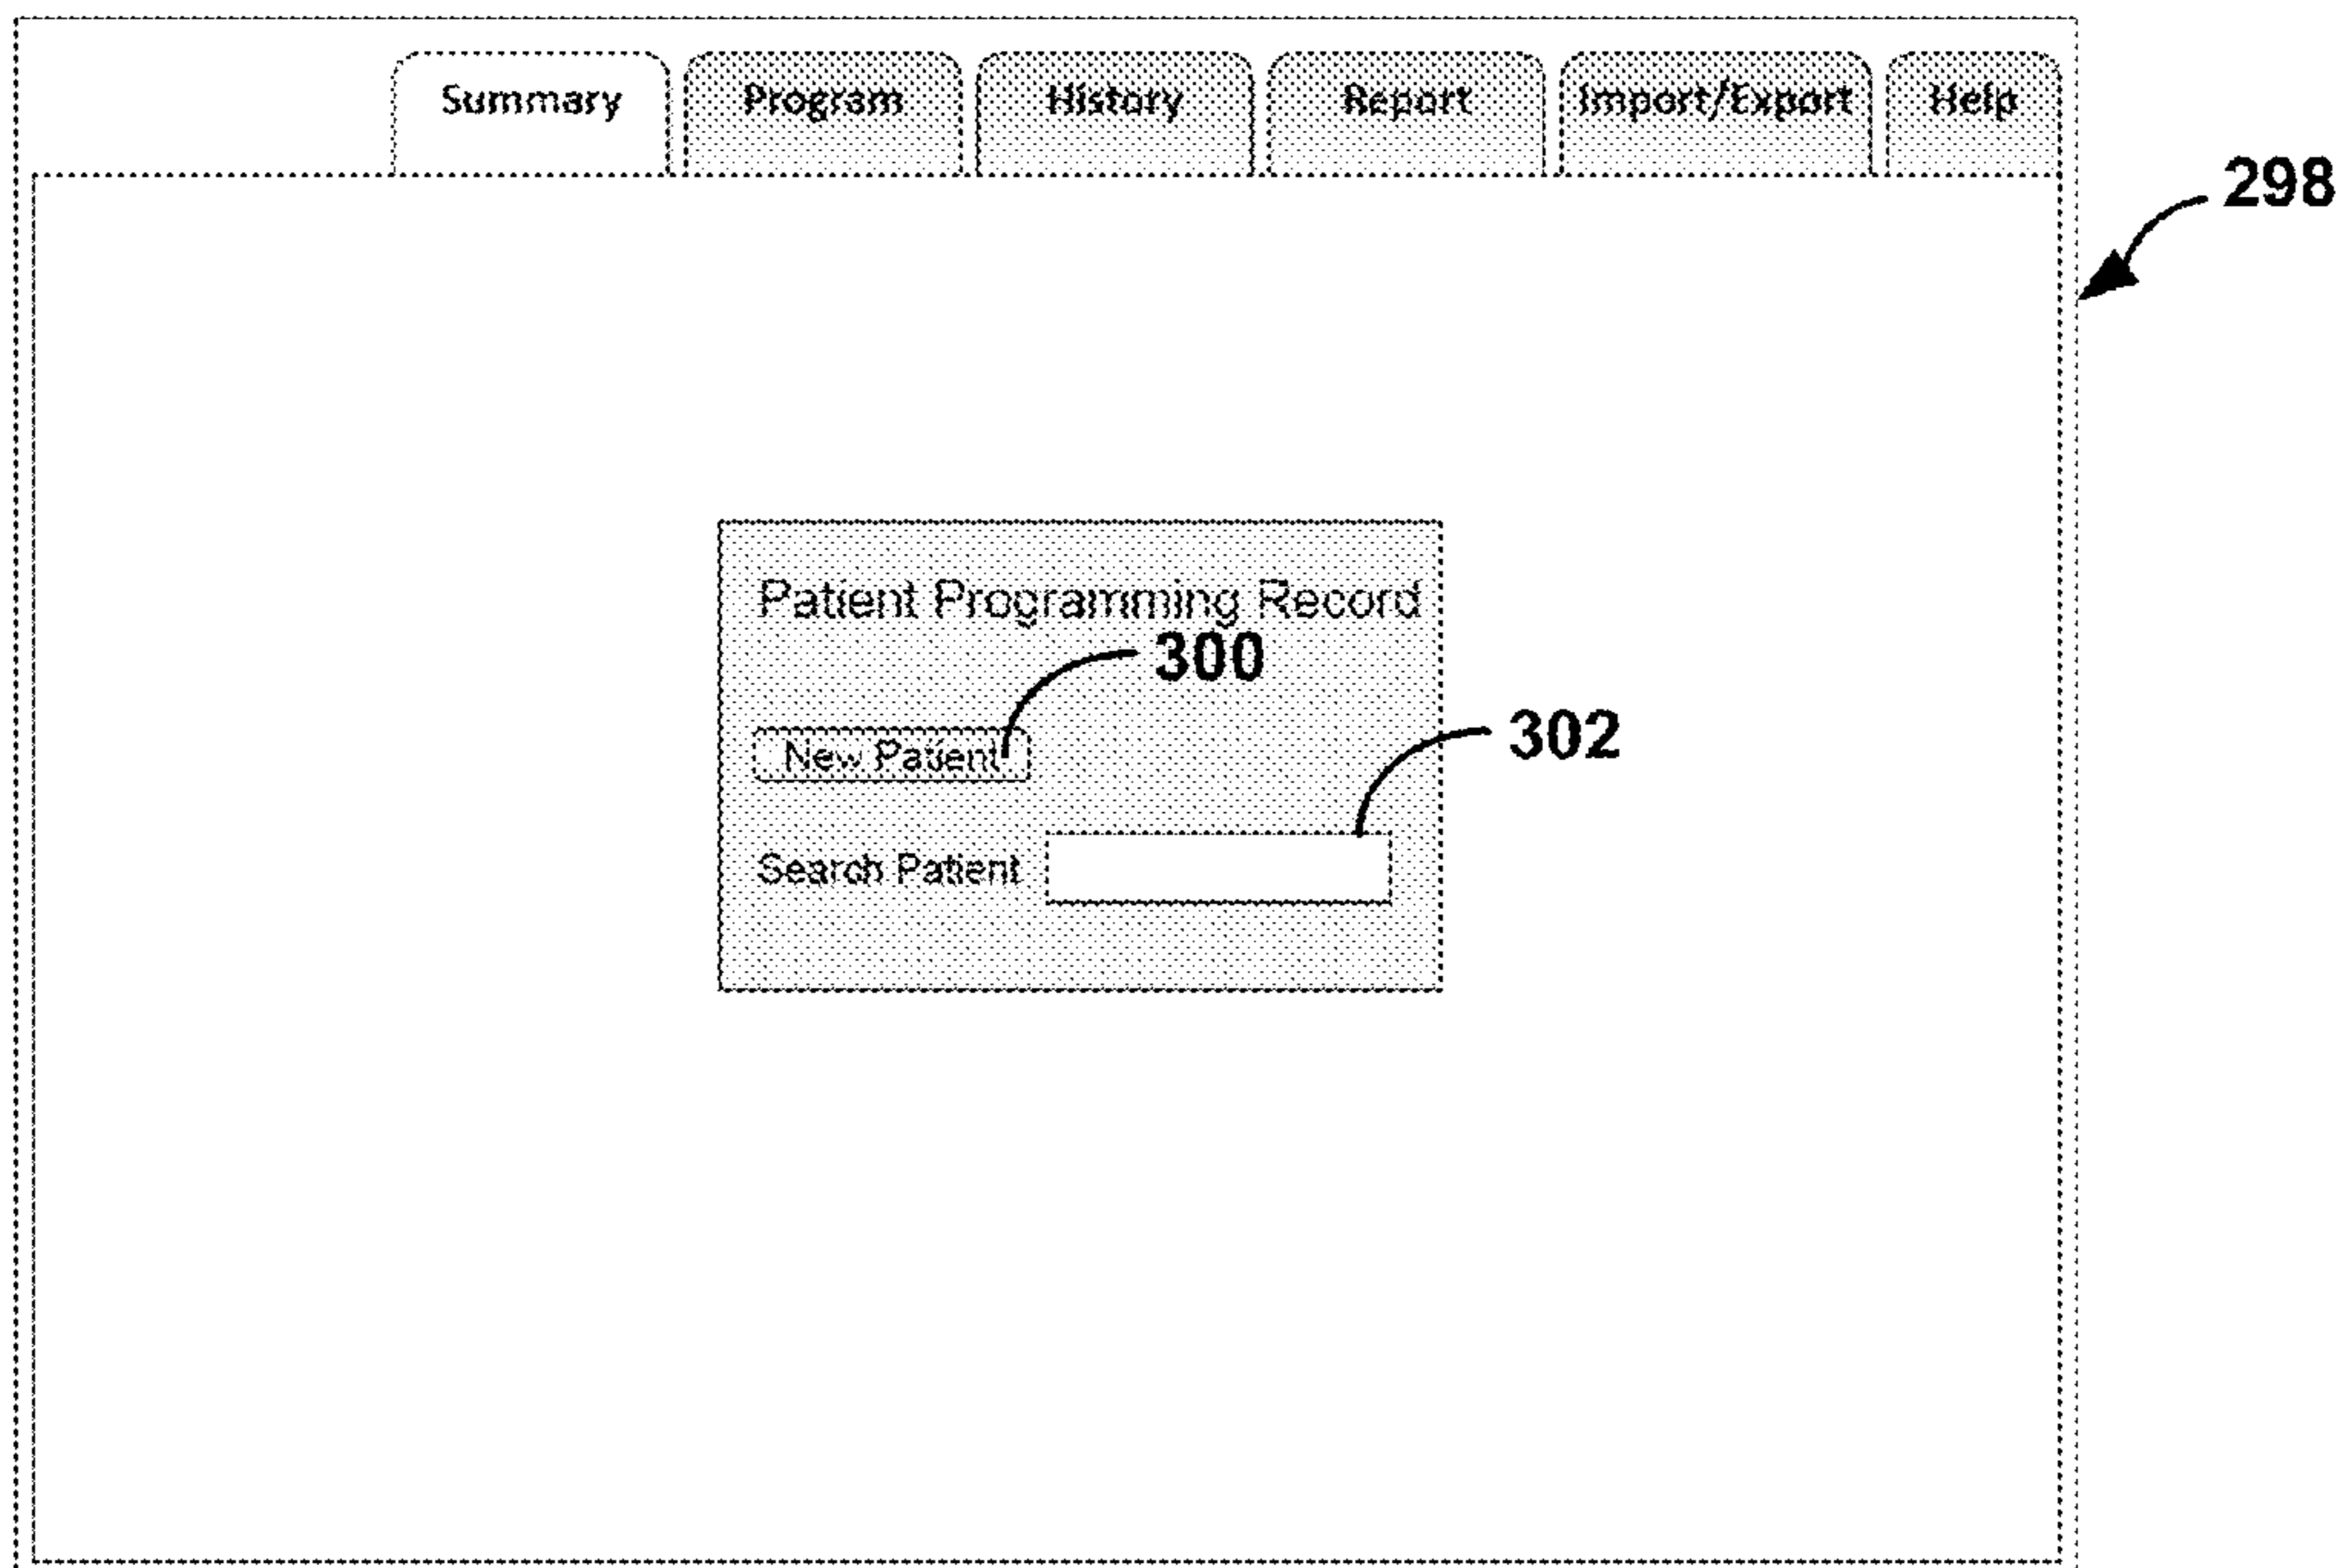 Summary Program History Report Import/Export Help
298
Patient Programming Record
300
302
New Patient
Search Patient